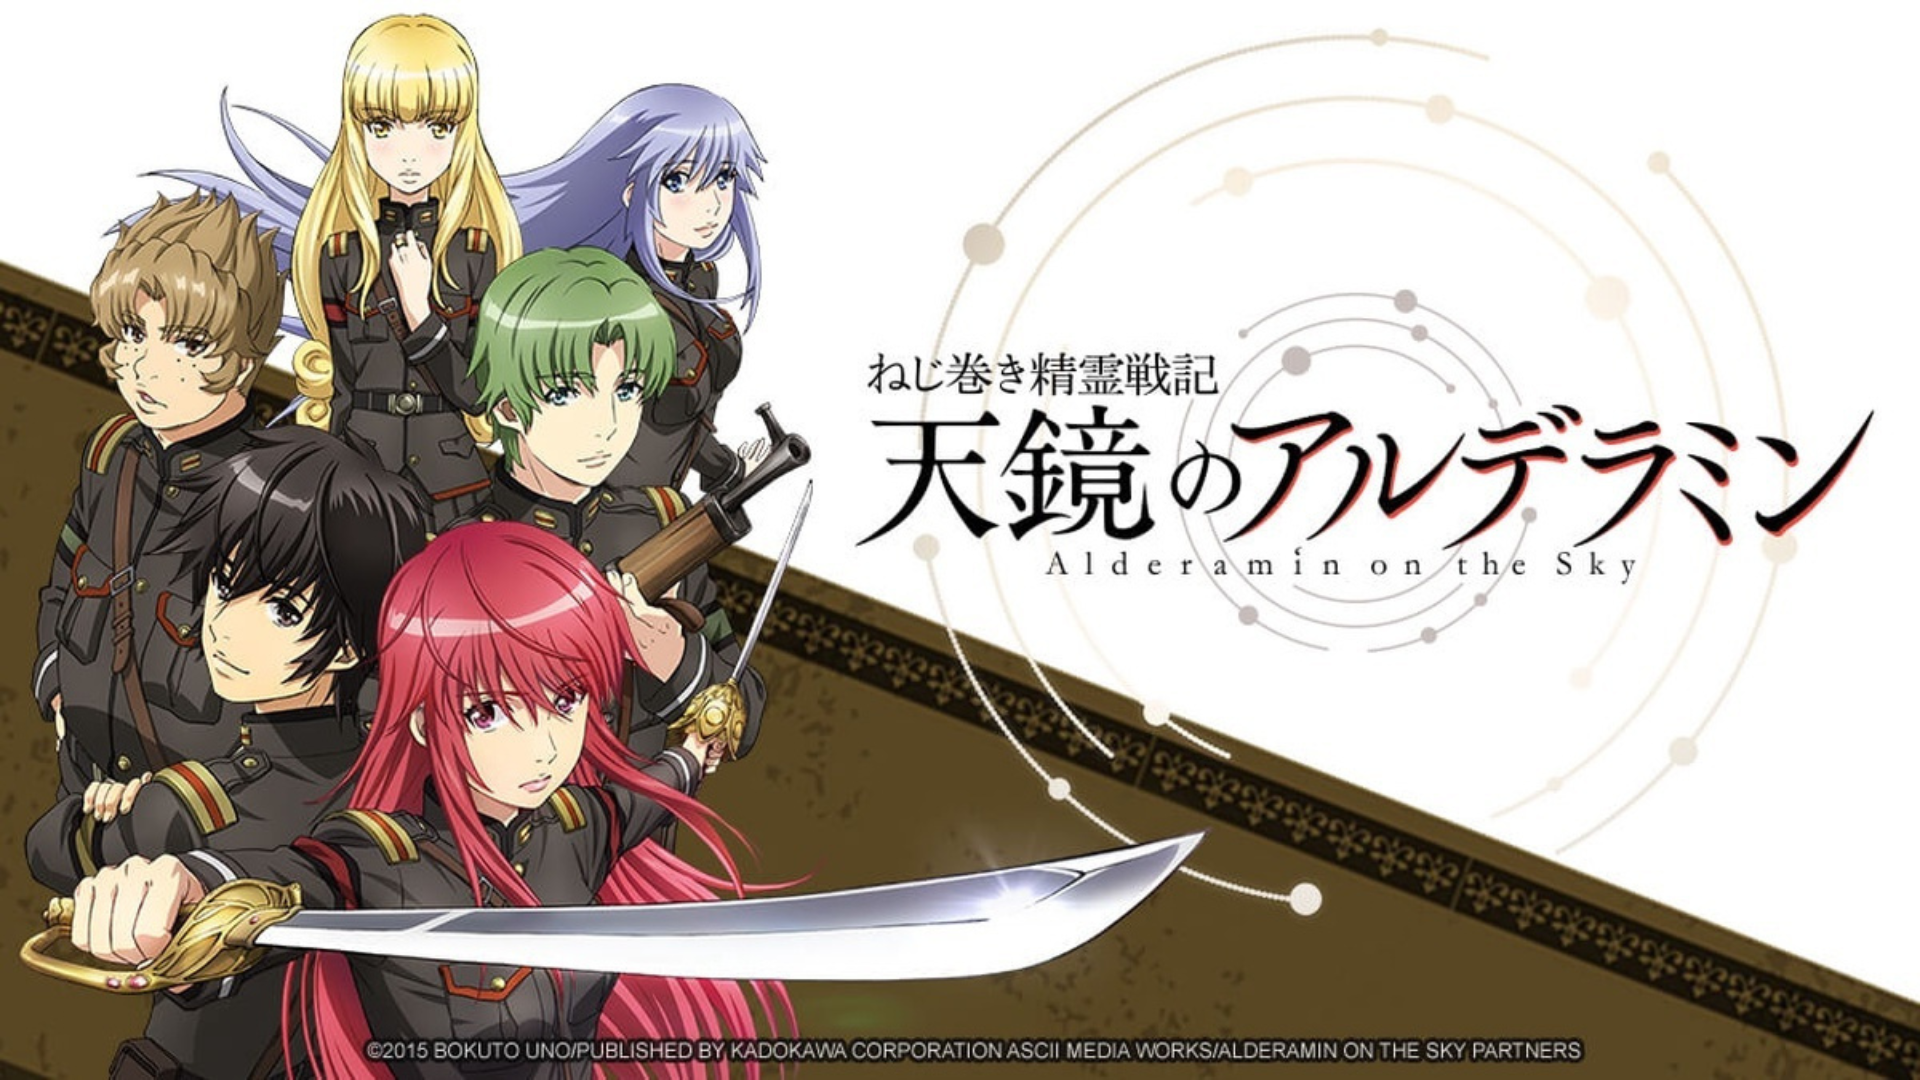 ねじ巻き精霊戦記
天鏡のアルデラミン
Alderamin on the Sky
©2015 BOKUTO UNO/PUBLISHED BY KADOKAWA CORPORATION ASCII MEDIA WORKS/ALDERAMIN ON THE SKY PARTNERS